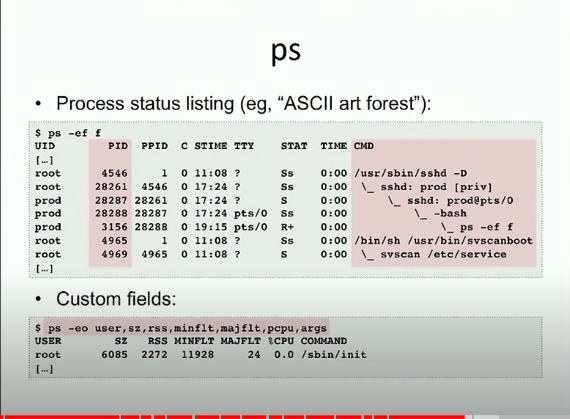 ps
• Process status listing (eg, “ASCII art forest”):
$ ps -ef f
UID        PID  PPID  C STIME TTY      STAT   TIME CMD
[…]
root      4546     1  0 11:08 ?        Ss     0:00 /usr/sbin/sshd -D
root     28261  4546  0 17:24 ?        Ss     0:00  \_ sshd: prod [priv]
prod     28287 28261  0 17:24 ?        S      0:00      \_ sshd: prod@pts/0
prod     28288 28287  0 17:24 pts/0    Ss     0:00          \_ -bash
prod      3156 28288  0 19:15 pts/0    R+     0:00              \_ ps -ef f
root      4965     1  0 11:08 ?        Ss     0:00 /bin/sh /usr/bin/svscanboot
root      4969  4965  0 11:08 ?        S      0:00  \_ svscan /etc/service
[…]
• Custom fields:
$ ps -eo user,sz,rss,minflt,majflt,pcpu,args
USER        SZ   RSS MINFLT MAJFLT %CPU COMMAND
root      6085  2272  11928     24  0.0 /sbin/init
[…]